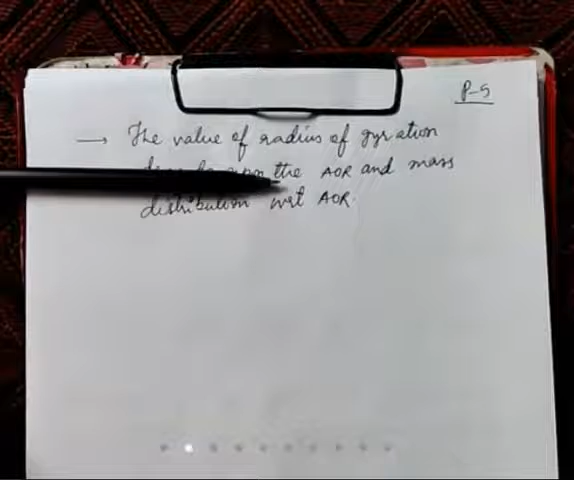 P-5
→ The value of radius of gyration
the AOR and mass
distribution wrt AOR.